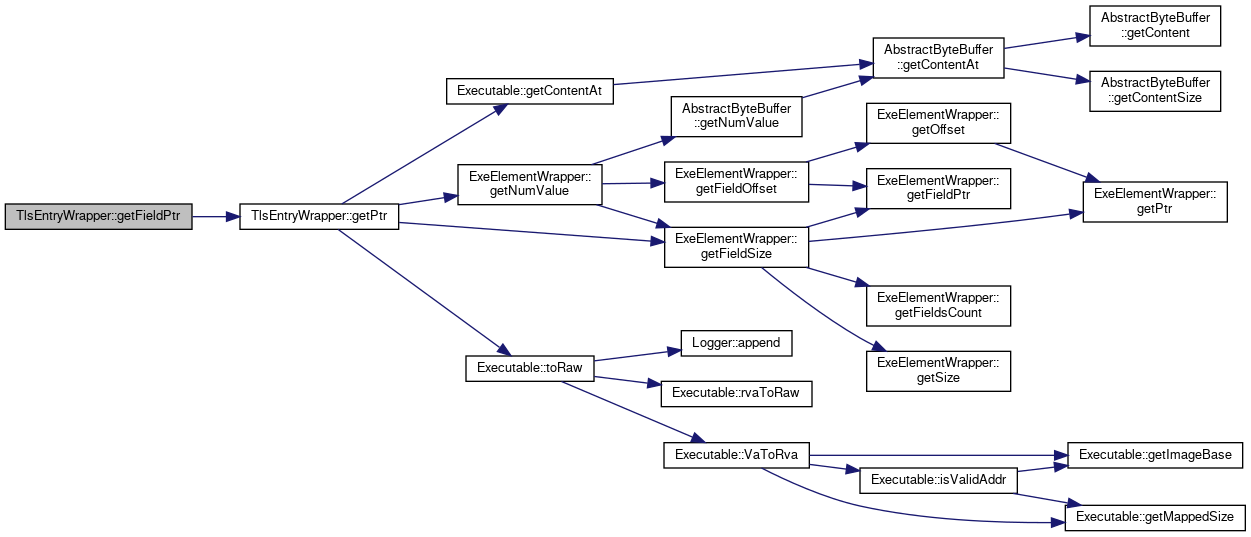 TlsEntryWrapper::getFieldPtr
TlsEntryWrapper::getPtr
Executable::getContentAt
ExeElementWrapper::
getNumValue
Executable::toRaw
AbstractByteBuffer
::getNumValue
ExeElementWrapper::
getFieldOffset
ExeElementWrapper::
getFieldSize
Logger::append
Executable::rvaToRaw
Executable::VaToRva
AbstractByteBuffer
::getContentAt
ExeElementWrapper::
getOffset
ExeElementWrapper::
getFieldPtr
ExeElementWrapper::
getFieldsCount
ExeElementWrapper::
getSize
Executable::isValidAddr
AbstractByteBuffer
::getContent
AbstractByteBuffer
::getContentSize
ExeElementWrapper::
getPtr
Executable::getImageBase
Executable::getMappedSize